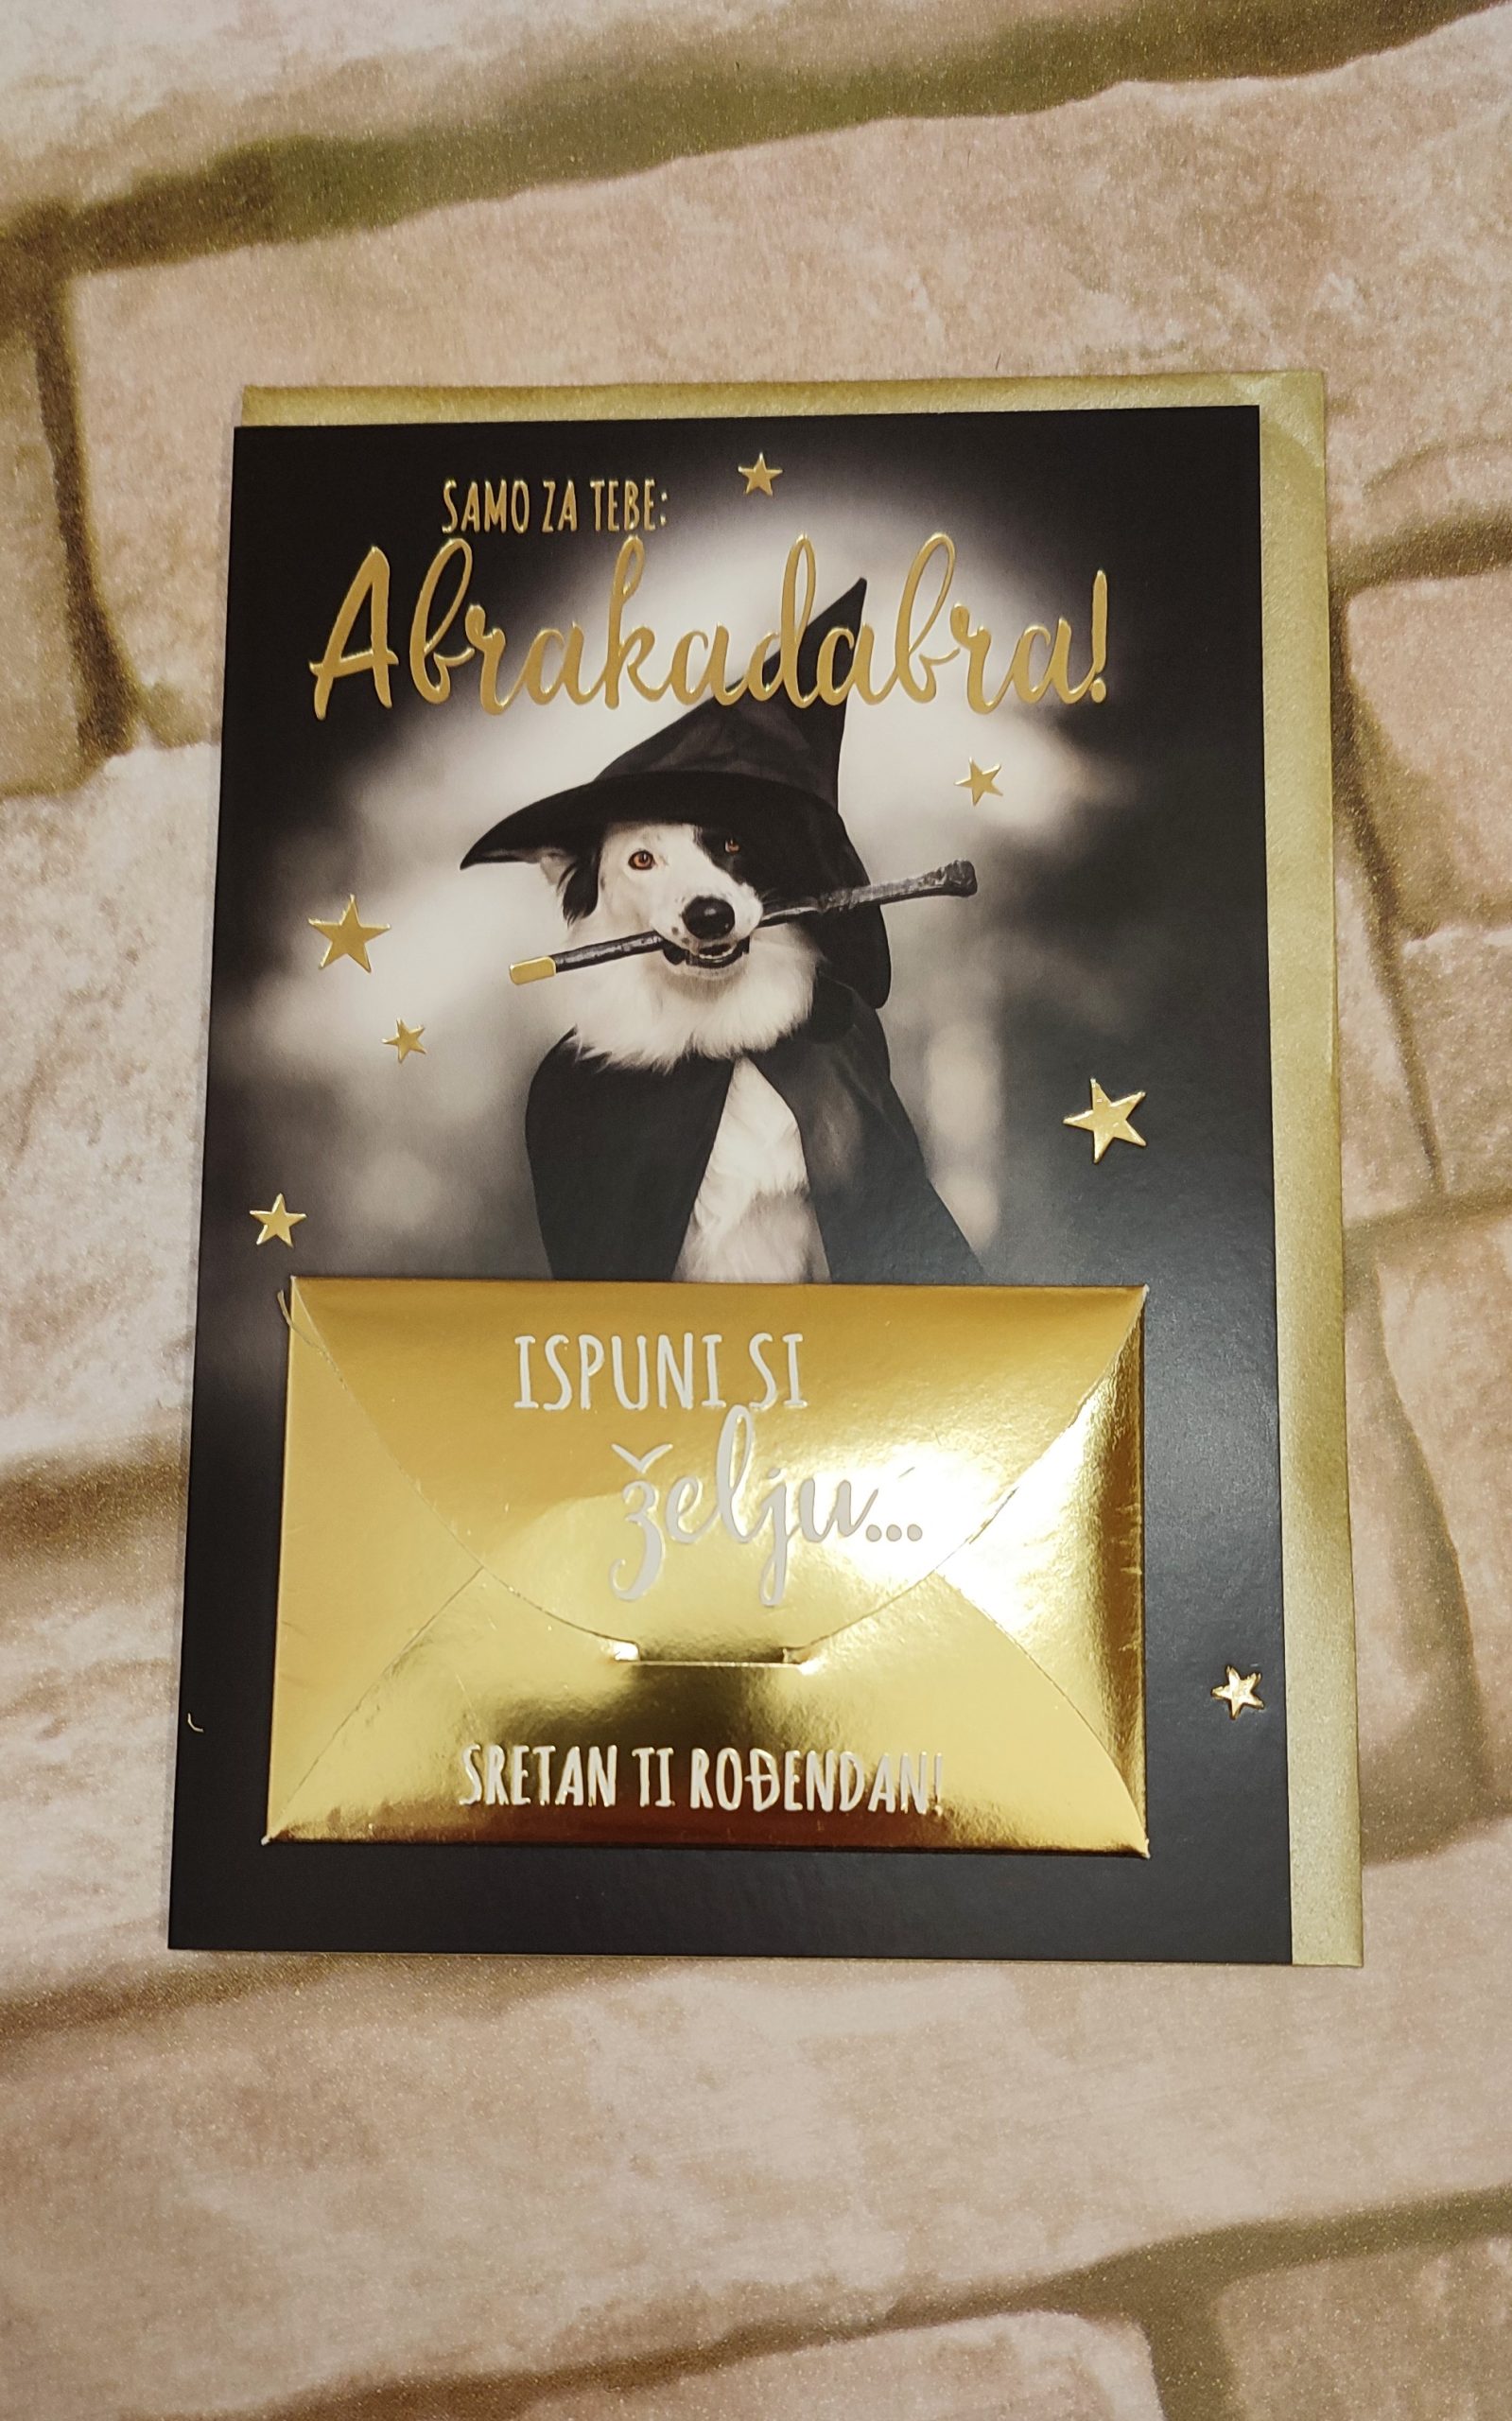 SAMO ZA TEBE:
Abrakadabra!
ISPUNI SI
želju...
SRETAN TI ROĐENDAN!